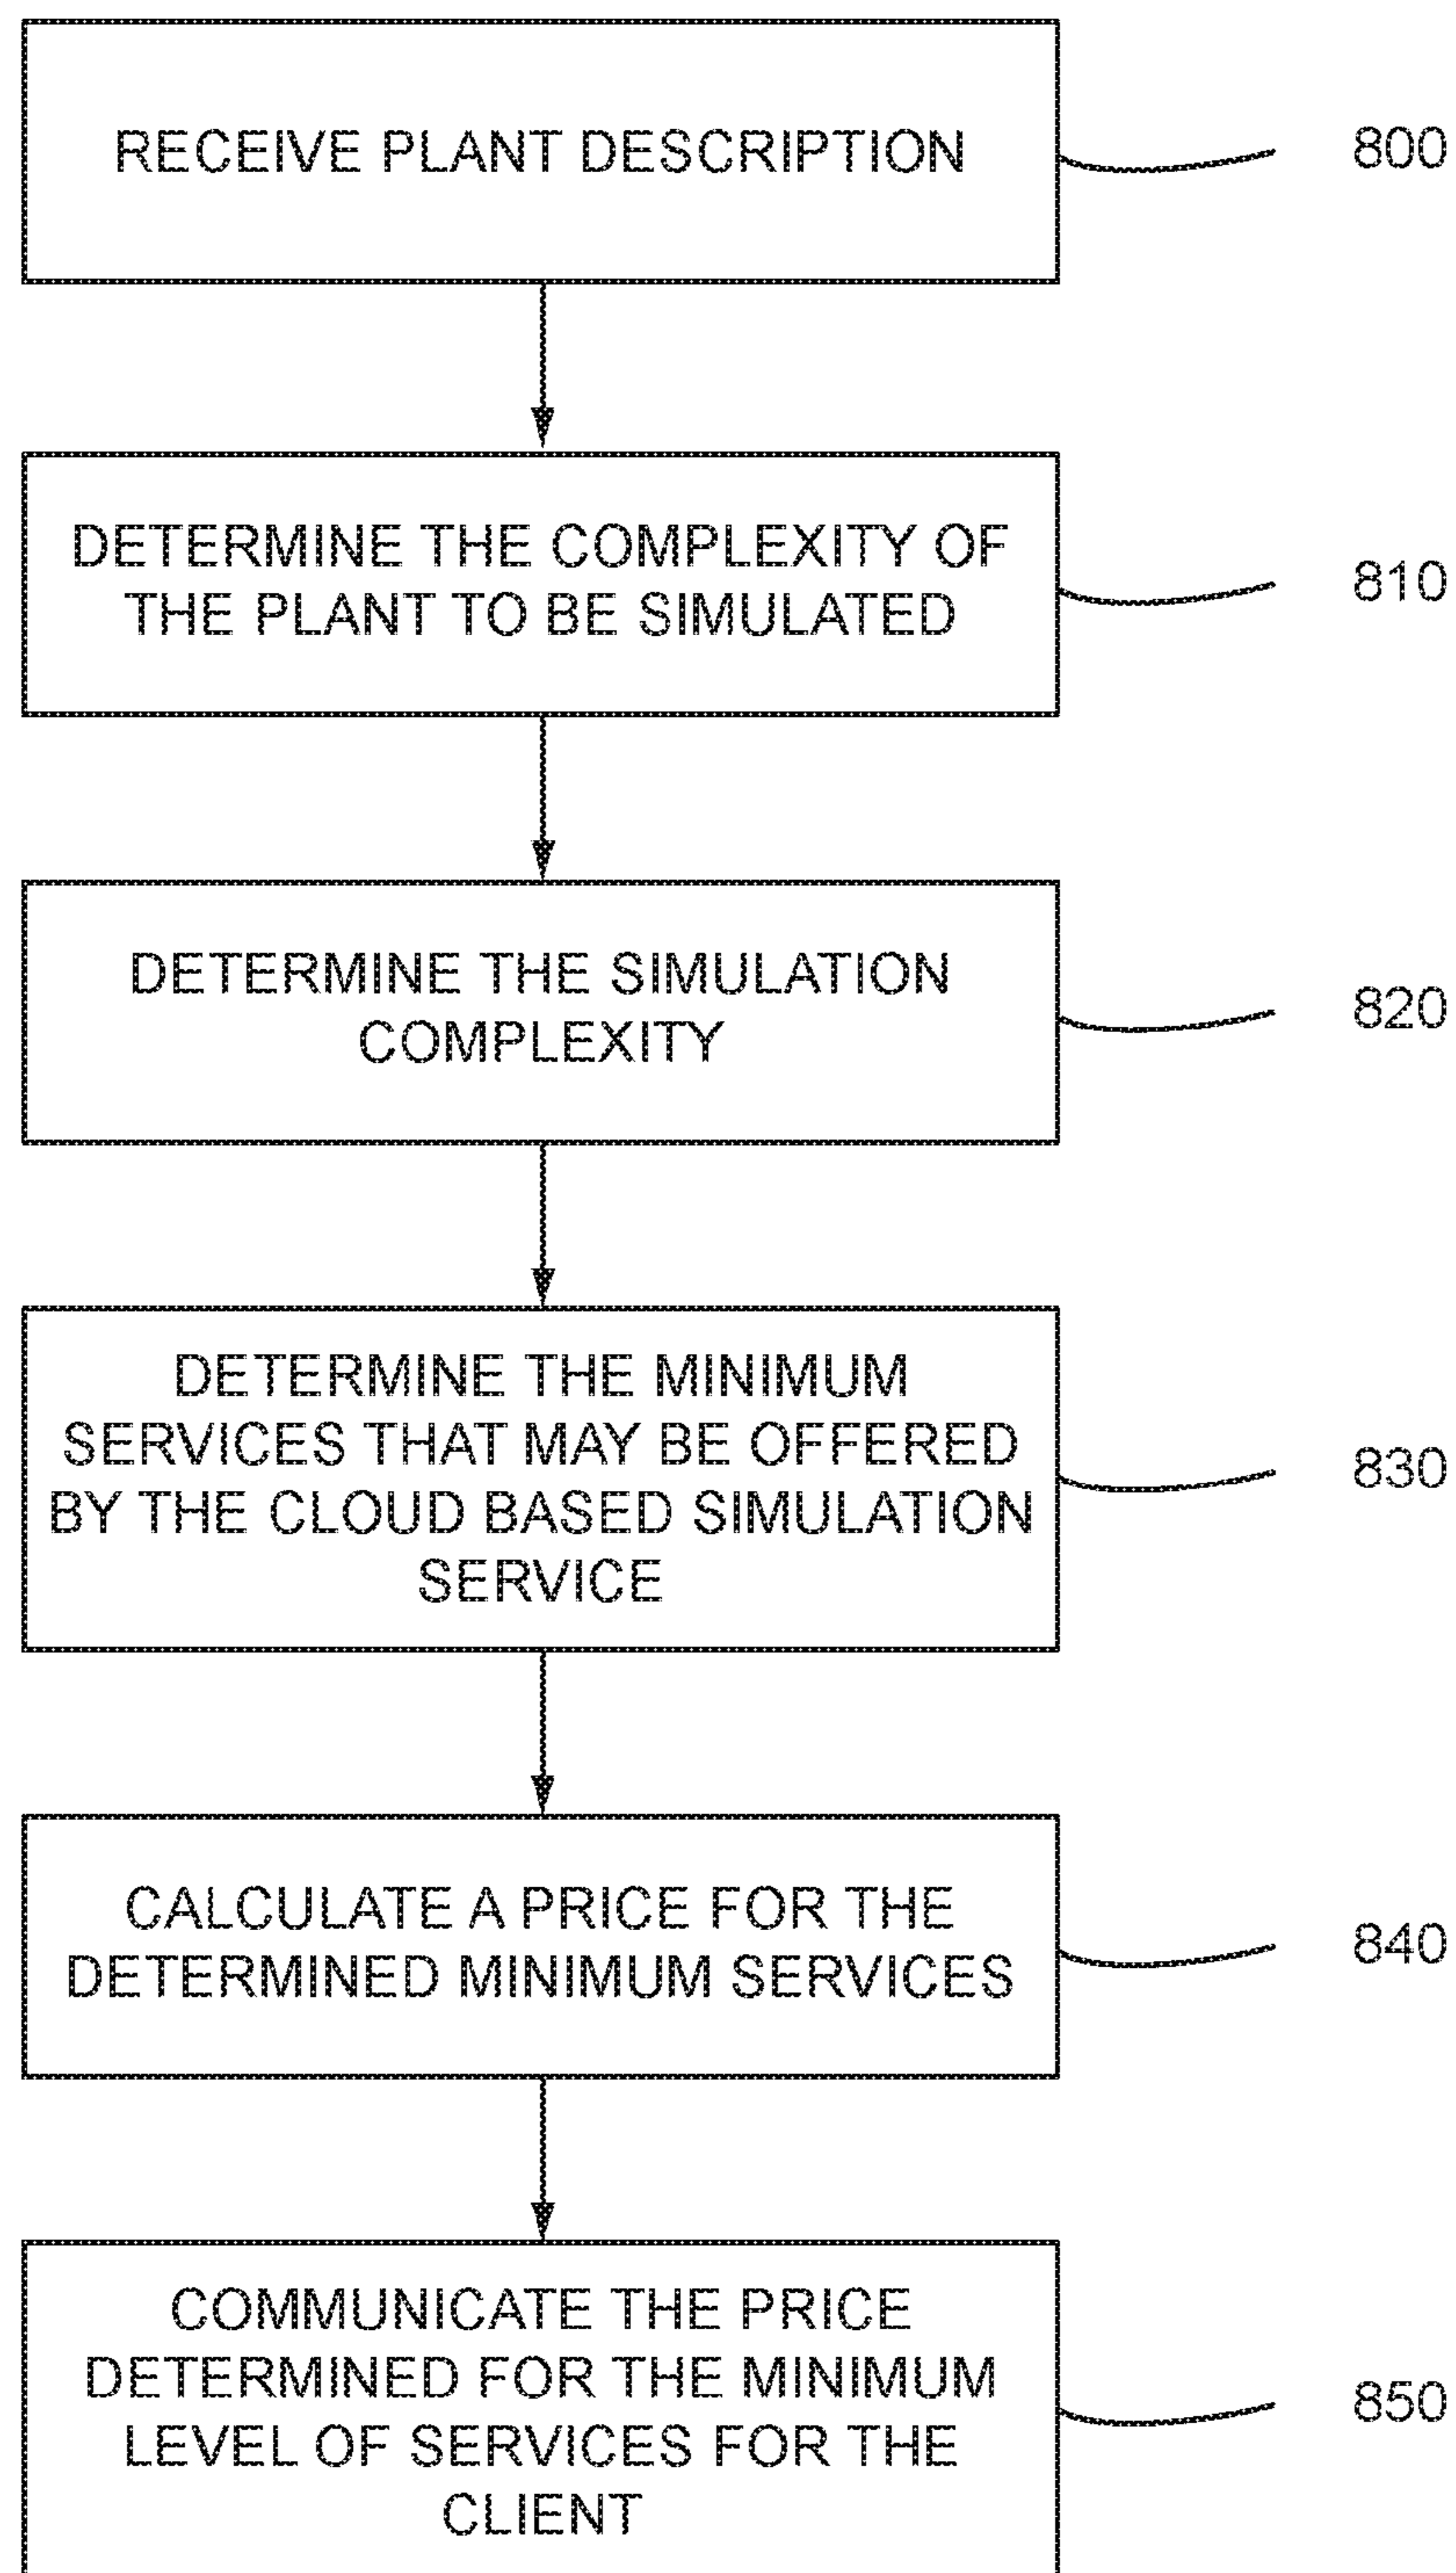 RECEIVE PLANT DESCRIPTION
800
DETERMINE THE COMPLEXITY OF
THE PLANT TO BE SIMULATED
810
DETERMINE THE SIMULATION
COMPLEXITY
820
DETERMINE THE MINIMUM
SERVICES THAT MAY BE OFFERED
BY THE CLOUD BASED SIMULATION
SERVICE
830
CALCULATE A PRICE FOR THE
DETERMINED MINIMUM SERVICES
840
COMMUNICATE THE PRICE
DETERMINED FOR THE MINIMUM
LEVEL OF SERVICES FOR THE
CLIENT
850